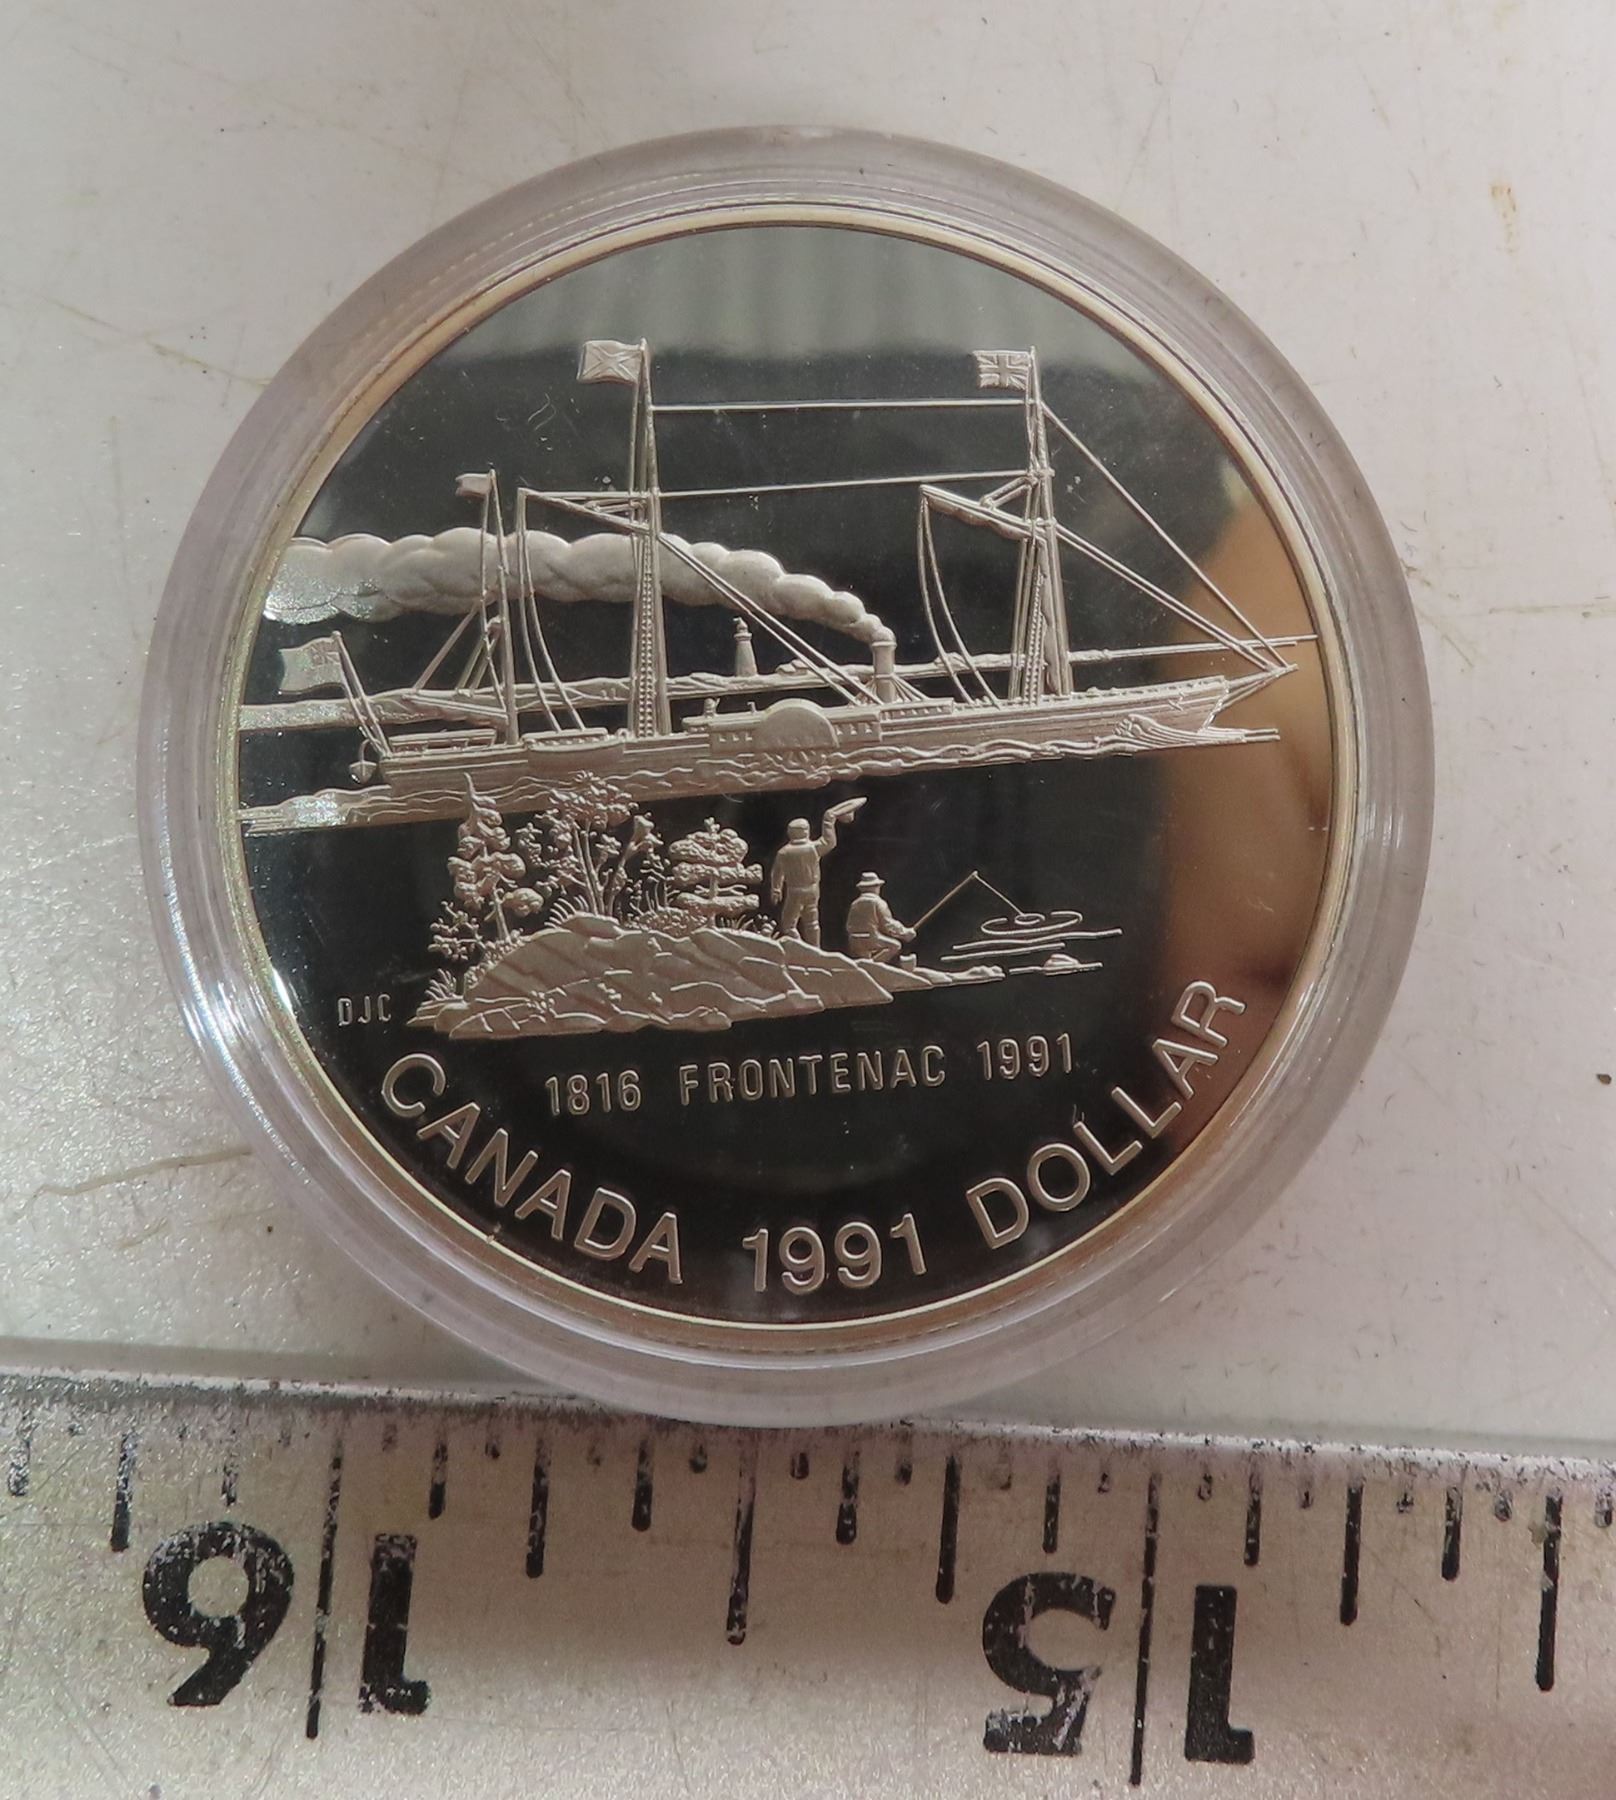 DJC
1816 FRONTENAC 1991
CANADA 1991 DOLLAR
16 15